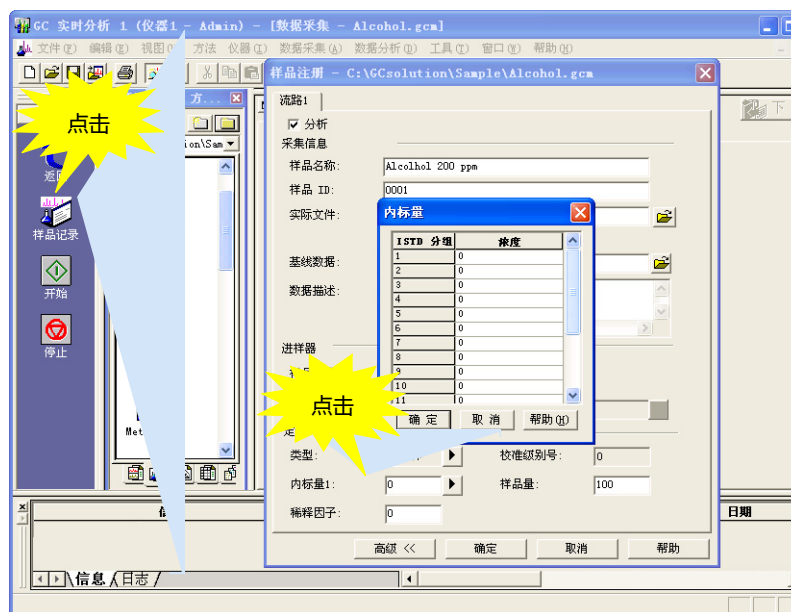 GC 实时分析 1 (仪器1 - Admin) - [数据采集 - Alcohol.gcm]
文件(F) 编辑(E) 视图 方法 仪器(I) 数据采集(A) 数据分析(D) 工具(T) 窗口(W) 帮助(H)
样品注册 - C:\GCsolution\Sample\Alcohol.gcm
方...
下
点击
ion\Sam
返
样品记录
开始
停止
Met
流路1
分析
采集信息
样品名称: Alcolhol 200 ppm
样品 ID: 0001
实际文件:
基线数据:
数据描述:
进样器
内标量
ISTD 分组 浓度
1 0
2 0
3 0
4 0
5 0
6 0
7 0
8 0
9 0
10 0
11 0
确定 取消 帮助(H)
点击
类型: 校准级别号: 0
内标量1: 0 样品量: 100
稀释因子: 0
高级 << 确定 取消 帮助
日期
信息 日志